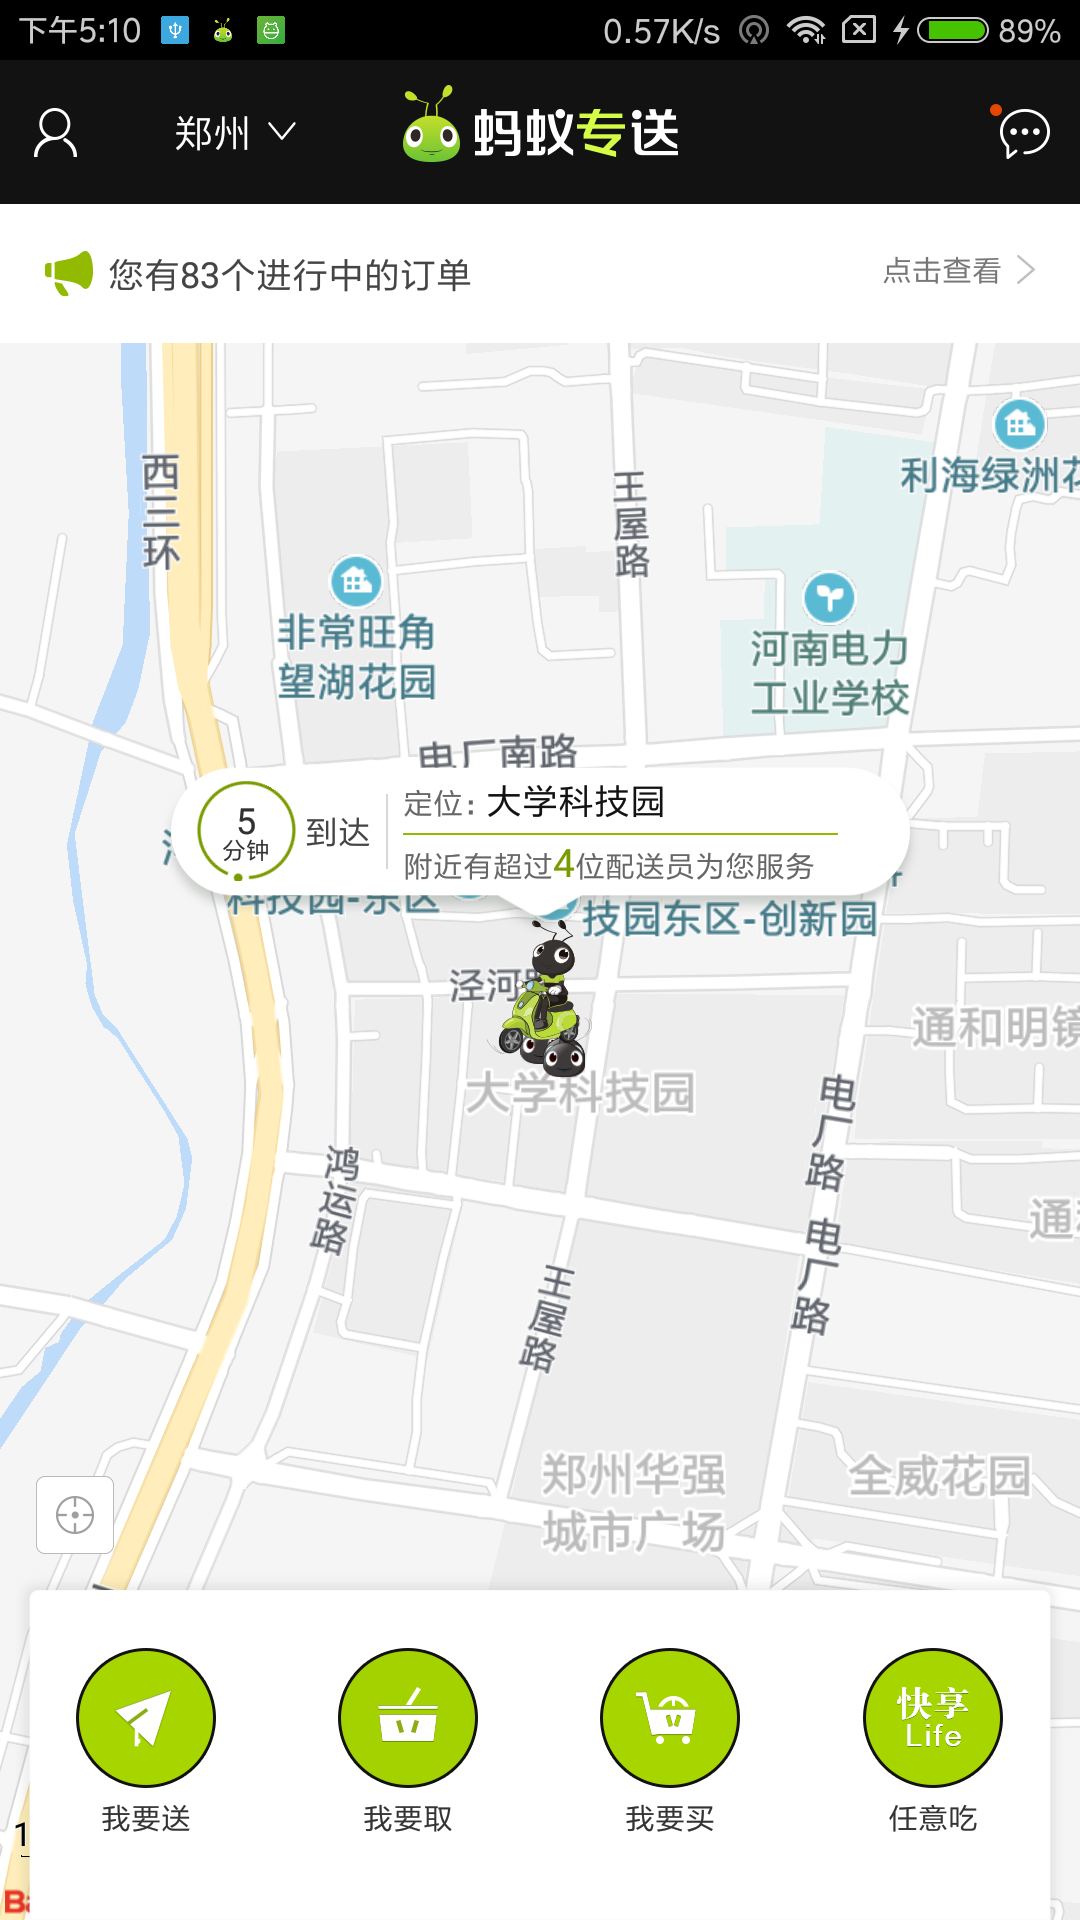 下午5:10
0.57K/s
89%
郑州
蚂蚁专送
您有83个进行中的订单
点击查看
西三环
王屋路
利海绿洲花
非常旺角
望湖花园
河南电力
工业学校
电厂南路
5
分钟
到达
定位: 大学科技园
附近有超过4位配送员为您服务
科技园-东区
技园东区-创新园
泾河
通和明镜
大学科技园
电厂路
鸿运路
通和
电厂路
王屋路
郑州华强
城市广场
全威花园
快享
Life
我要送
我要取
我要买
任意吃
1
Ba